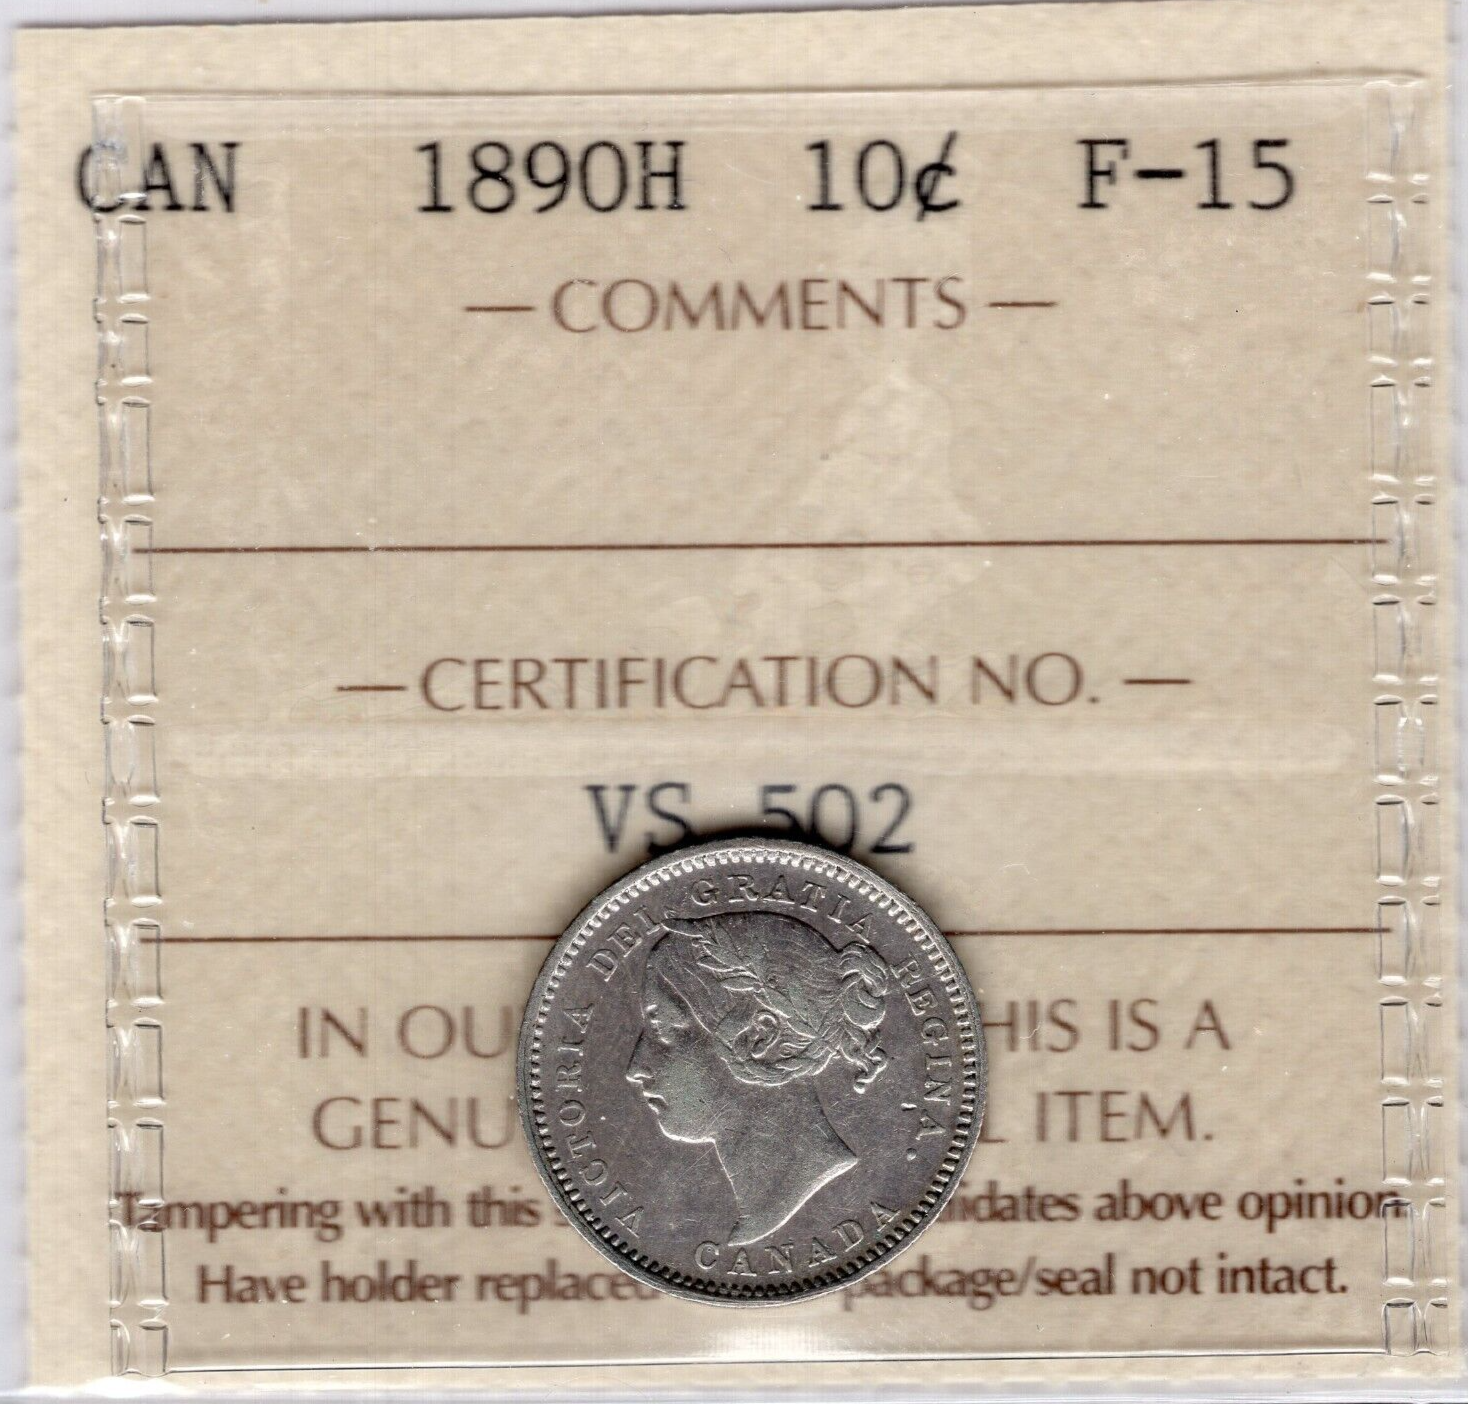 CAN 1890H 10¢ F-15
— COMMENTS —
— CERTIFICATION NO. —
VS 502
IN OU HIS IS A
GENU L ITEM.
Tampering with this idates above opinion
Have holder replaced package/seal not intact.
VICTORIA DEI GRATIA REGINA.
CANADA